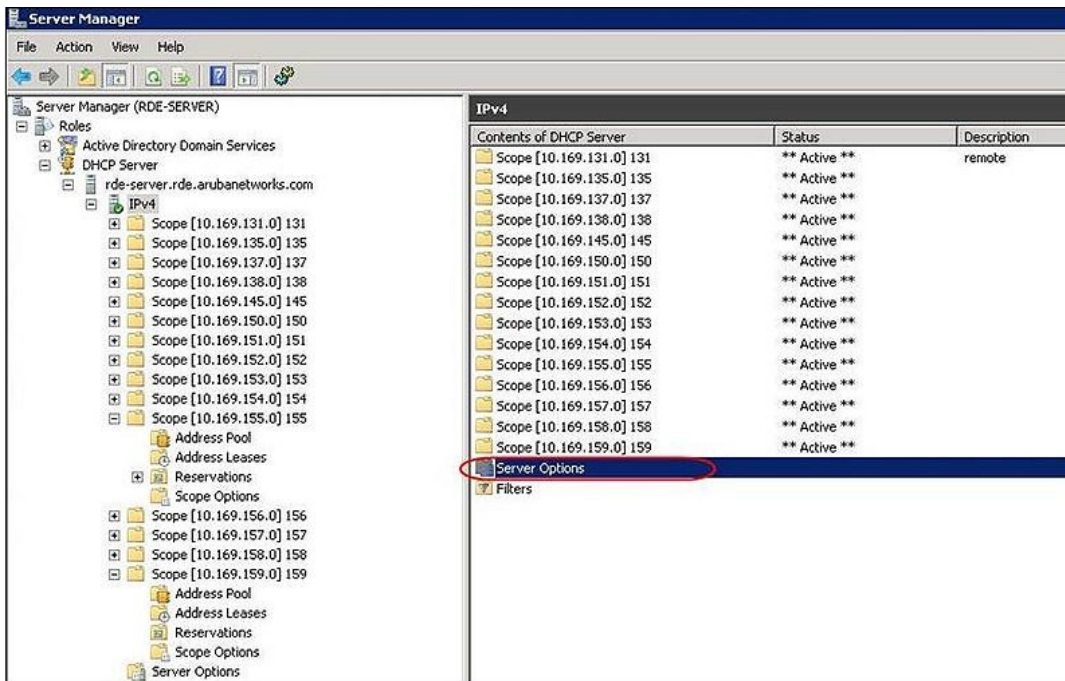 Server Manager
File Action View Help
Server Manager (RDE-SERVER)
Roles
Active Directory Domain Services
DHCP Server
rde-server.rde.arubanetworks.com
IPv4
Scope [10.169.131.0] 131
Scope [10.169.135.0] 135
Scope [10.169.137.0] 137
Scope [10.169.138.0] 138
Scope [10.169.145.0] 145
Scope [10.169.150.0] 150
Scope [10.169.151.0] 151
Scope [10.169.152.0] 152
Scope [10.169.153.0] 153
Scope [10.169.154.0] 154
Scope [10.169.155.0] 155
Address Pool
Address Leases
Reservations
Scope Options
Scope [10.169.156.0] 156
Scope [10.169.157.0] 157
Scope [10.169.158.0] 158
Scope [10.169.159.0] 159
Address Pool
Address Leases
Reservations
Scope Options
Server Options
IPv4
Contents of DHCP Server Status Description
Scope [10.169.131.0] 131 ** Active ** remote
Scope [10.169.135.0] 135 ** Active **
Scope [10.169.137.0] 137 ** Active **
Scope [10.169.138.0] 138 ** Active **
Scope [10.169.145.0] 145 ** Active **
Scope [10.169.150.0] 150 ** Active **
Scope [10.169.151.0] 151 ** Active **
Scope [10.169.152.0] 152 ** Active **
Scope [10.169.153.0] 153 ** Active **
Scope [10.169.154.0] 154 ** Active **
Scope [10.169.155.0] 155 ** Active **
Scope [10.169.156.0] 156 ** Active **
Scope [10.169.157.0] 157 ** Active **
Scope [10.169.158.0] 158 ** Active **
Scope [10.169.159.0] 159 ** Active **
Server Options
Filters